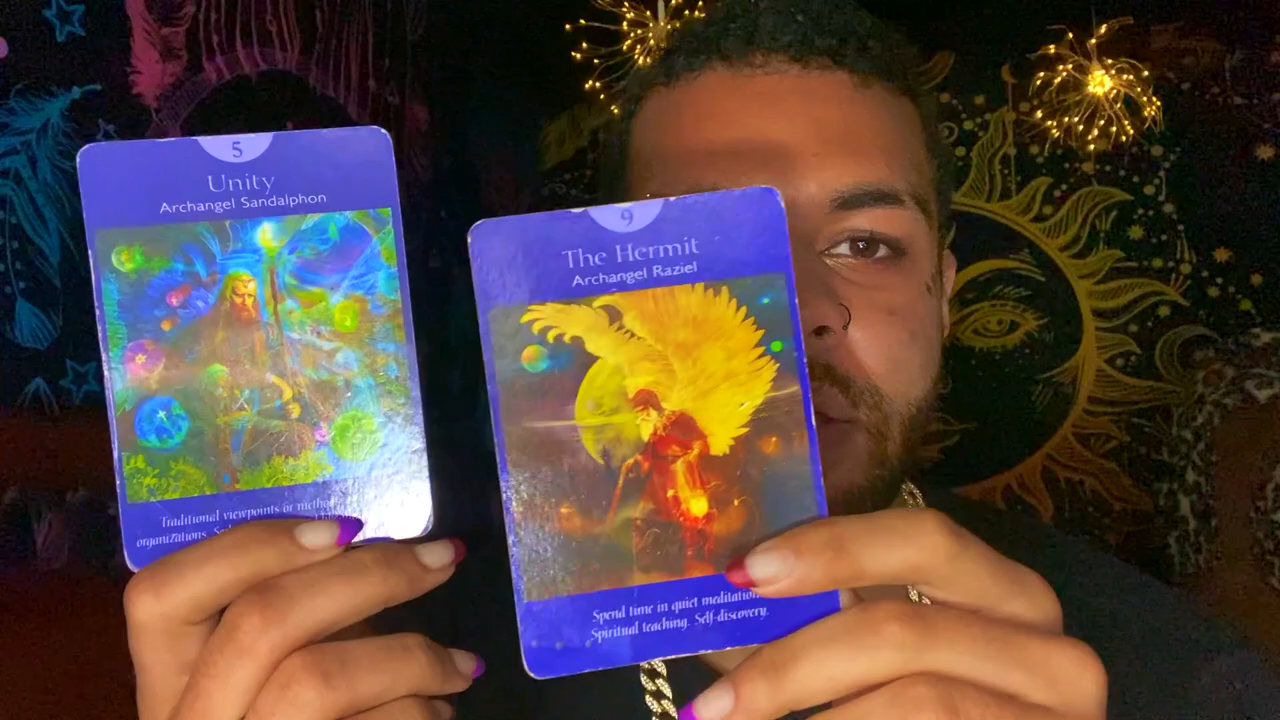 5
Unity
Archangel Sandalphon
Traditional viewpoints or
organizations.
9
The Hermit
Archangel Raziel
Spend time in quiet meditation.
Spiritual teaching. Self-discovery.